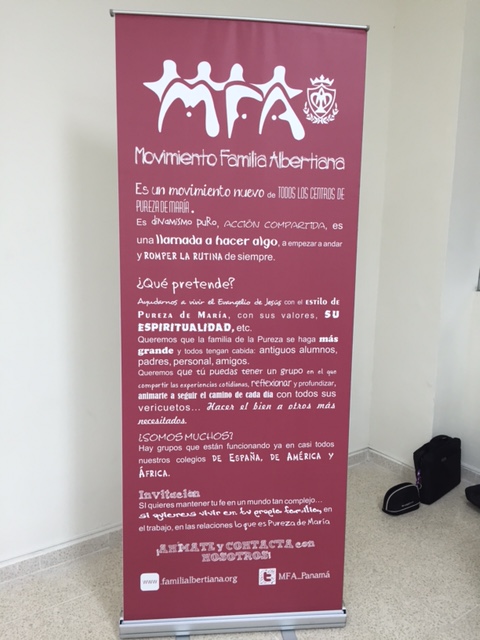 MFA
Movimiento Familia Albertiana
Es un movimiento nuevo de TODOS LOS CENTROS DE
PUREZA DE MARÍA.
Es dinamismo puro, ACCIÓN COMPARTIDA, es
una llamada a hacer algo, a empezar a andar
y ROMPER LA RUTINA de siempre.
¿Qué pretende?
Ayudarnos a vivir el Evangelio de Jesús con el estilo de
Pureza de María, con sus valores, SU
ESPIRITUALIDAD, etc.
Queremos que la familia de la Pureza se haga más
grande y todos tengan cabida: antiguos alumnos,
padres, personal, amigos.
Queremos que tú puedas tener un grupo en el que
compartir las experiencias cotidianas, reflexionar y profundizar,
animarte a seguir el camino de cada día con todos sus
vericuetos... Hacer el bien a otros más
necesitados.
¿SOMOS MUCHOS?
Hay grupos que están funcionando ya en casi todos
nuestros colegios DE ESPAÑA, DE AMÉRICA Y
ÁFRICA.
Invitación
Si quieres mantener tu fe en un mundo tan complejo...
si quieres vivir en tu propia familia, en
el trabajo, en las relaciones lo que es Pureza de María
¡ANÍMATE y CONTACTA con
NOSOTROS!
www.familialbertiana.org MFA_Panamá